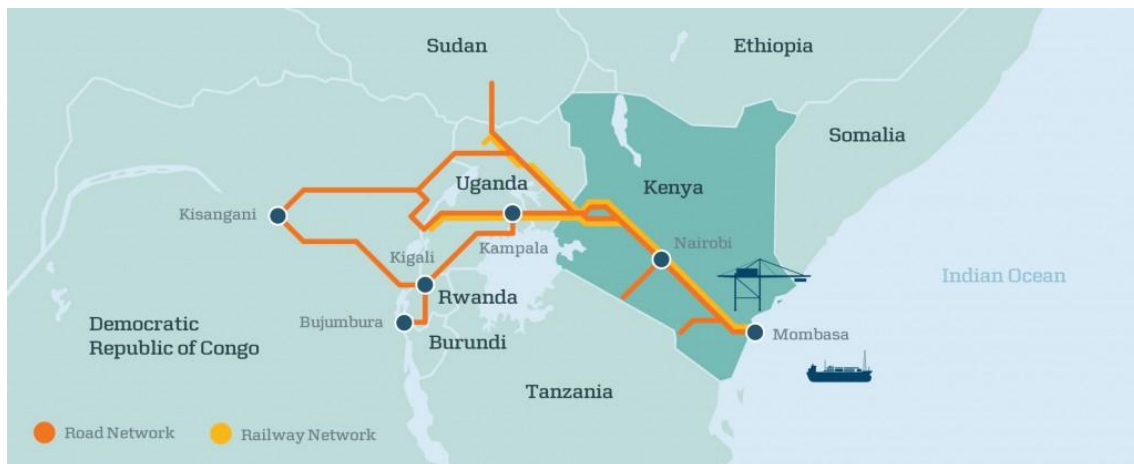 Sudan
Ethiopia
Somalia
Uganda
Kenya
Kisangani
Kampala
Nairobi
Kigali
Indian Ocean
Rwanda
Bujumbura
Mombasa
Democratic
Republic of Congo
Burundi
Tanzania
Road Network
Railway Network